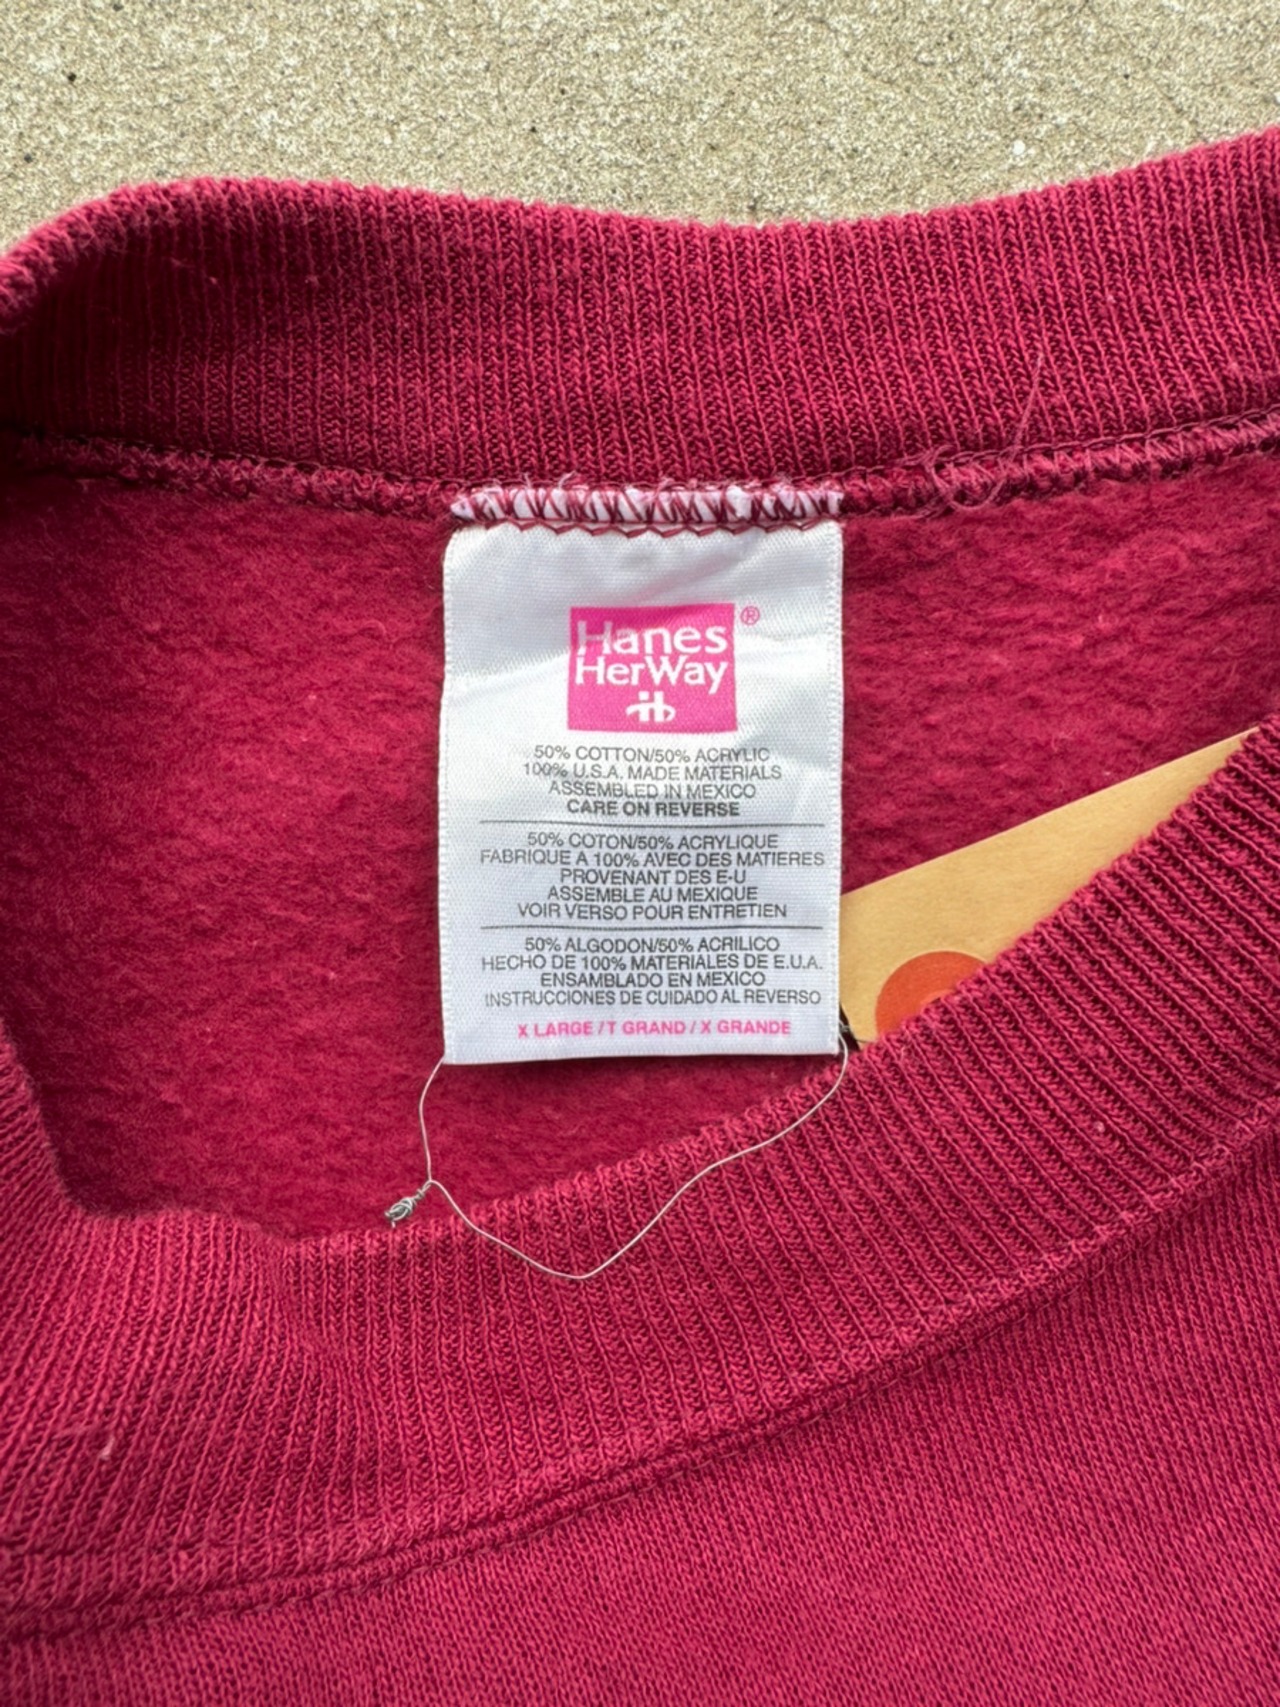 Hanes®
HerWay
50% COTTON/50% ACRYLIC
100% U.S.A. MADE MATERIALS
ASSEMBLED IN MEXICO
CARE ON REVERSE
50% COTON/50% ACRYLIQUE
FABRIQUE A 100% AVEC DES MATIERES
PROVENANT DES E-U
ASSEMBLE AU MEXIQUE
VOIR VERSO POUR ENTRETIEN
50% ALGODON/50% ACRILICO
HECHO DE 100% MATERIALES DE E.U.A.
ENSAMBLADO EN MEXICO
INSTRUCCIONES DE CUIDADO AL REVERSO
X LARGE / T GRAND / X GRANDE